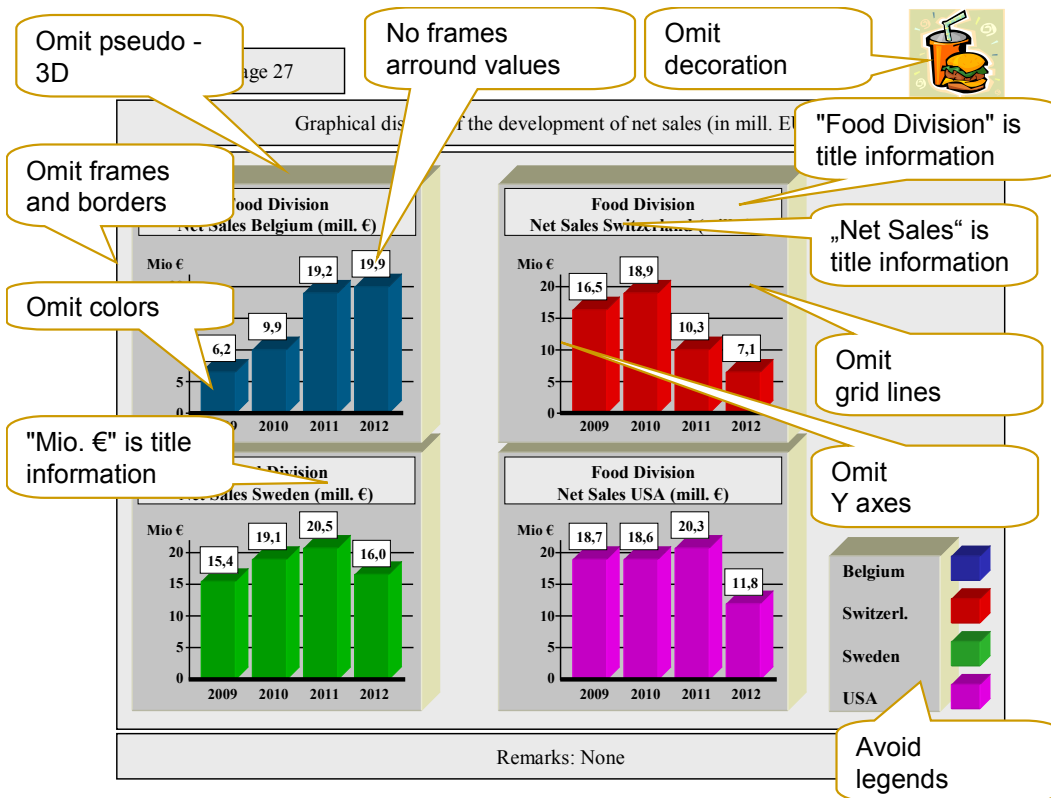 Omit pseudo -
3D
No frames
arround values
Omit
decoration
age 27
Graphical dis of the development of net sales (in mill. EU
"Food Division" is
title information
Omit frames
and borders
Food Division
Net Sales Belgium (mill. €)
Food Division
Net Sales Switzerland
„Net Sales“ is
title information
Omit colors
Mio €
6,2
9,9
19,2
19,9
5
0
2010
2011
2012
Mio €
20
15
10
5
0
16,5
18,9
10,3
7,1
2009
2010
2011
2012
Omit
grid lines
"Mio. €" is title
information
Food Division
Net Sales Sweden (mill. €)
Food Division
Net Sales USA (mill. €)
Omit
Y axes
Mio €
20
15
10
5
0
15,4
19,1
20,5
16,0
2009
2010
2011
2012
Mio €
20
15
10
5
0
18,7
18,6
20,3
11,8
2009
2010
2011
2012
Belgium
Switzerl.
Sweden
USA
Avoid
legends
Remarks: None